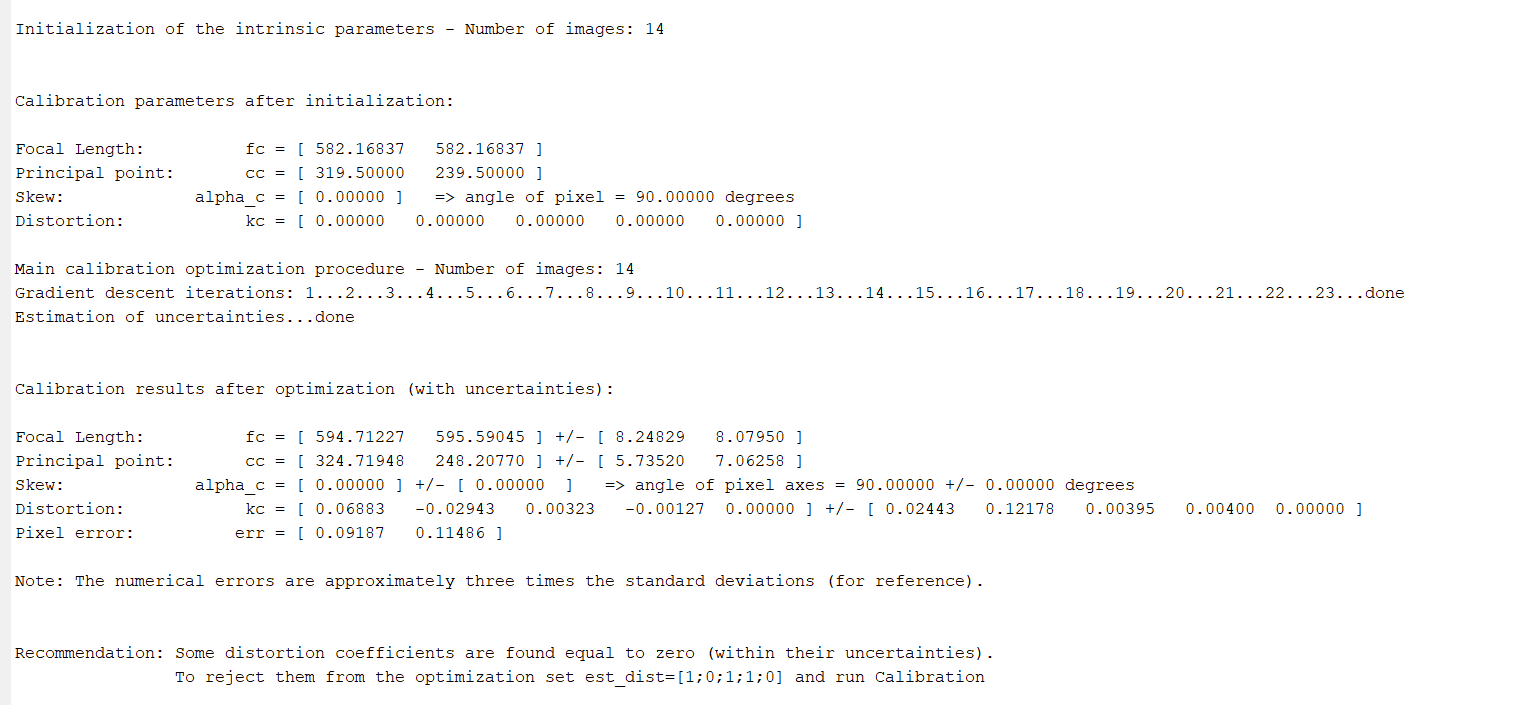 Initialization of the intrinsic parameters - Number of images: 14
Calibration parameters after initialization:
Focal Length: fc = [ 582.16837 582.16837 ]
Principal point: cc = [ 319.50000 239.50000 ]
Skew: alpha_c = [ 0.00000 ] => angle of pixel = 90.00000 degrees
Distortion: kc = [ 0.00000 0.00000 0.00000 0.00000 0.00000 ]
Main calibration optimization procedure - Number of images: 14
Gradient descent iterations: 1...2...3...4...5...6...7...8...9...10...11...12...13...14...15...16...17...18...19...20...21...22...23...done
Estimation of uncertainties...done
Calibration results after optimization (with uncertainties):
Focal Length: fc = [ 594.71227 595.59045 ] +/- [ 8.24829 8.07950 ]
Principal point: cc = [ 324.71948 248.20770 ] +/- [ 5.73520 7.06258 ]
Skew: alpha_c = [ 0.00000 ] +/- [ 0.00000 ] => angle of pixel axes = 90.00000 +/- 0.00000 degrees
Distortion: kc = [ 0.06883 -0.02943 0.00323 -0.00127 0.00000 ] +/- [ 0.02443 0.12178 0.00395 0.00400 0.00000 ]
Pixel error: err = [ 0.09187 0.11486 ]
Note: The numerical errors are approximately three times the standard deviations (for reference).
Recommendation: Some distortion coefficients are found equal to zero (within their uncertainties).
To reject them from the optimization set est_dist=[1;0;1;1;0] and run Calibration